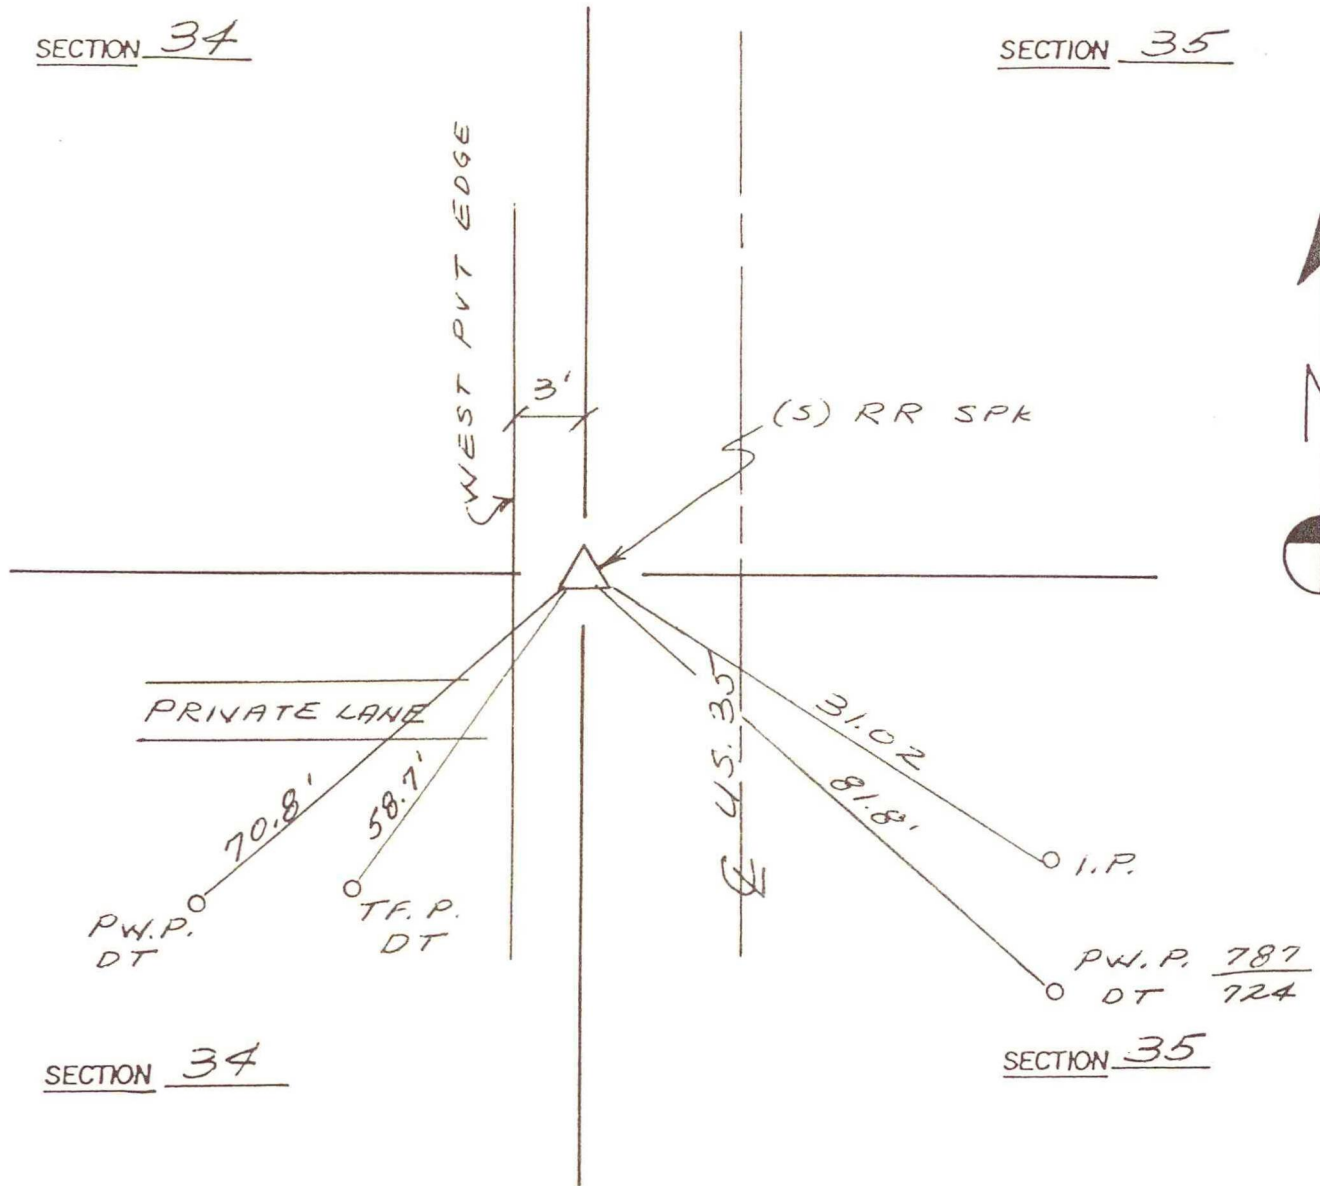 SECTION 34
SECTION 35
WEST PVT EDGE
3'
(S) RR SPK
N
PRIVATE LANE
70.8'
58.7'
℄ U.S. 35
31.02
81.8'
I.P.
PW.P.
DT
TF.P.
DT
PW.P. 787
DT 724
SECTION 34
SECTION 35